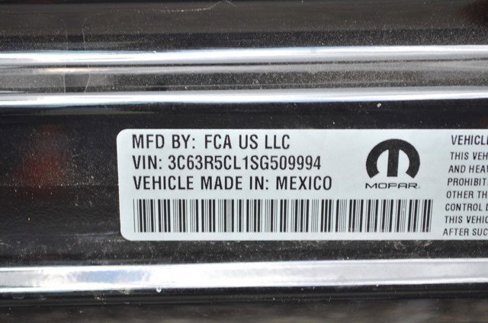 MFD BY: FCA US LLC
VIN: 3C63R5CL1SG509994
VEHICLE MADE IN: MEXICO
MOPAR
VEHICLE
THIS VEH
AND HEA
PROHIBIT
OTHER TH
CONTROL
THIS VEHIC
AFTER SUC